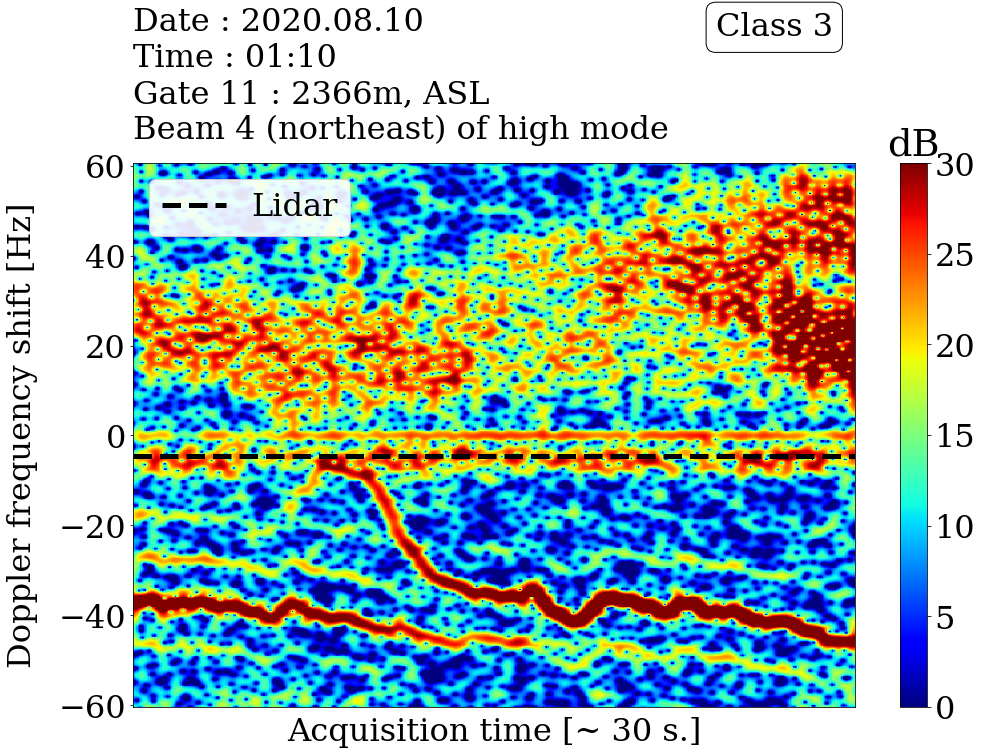 Date : 2020.08.10
Time : 01:10
Gate 11 : 2366m, ASL
Beam 4 (northeast) of high mode
Class 3
dB
Lidar
Doppler frequency shift [Hz]
60
40
20
0
−20
−40
−60
30
25
20
15
10
5
0
Acquisition time [~ 30 s.]